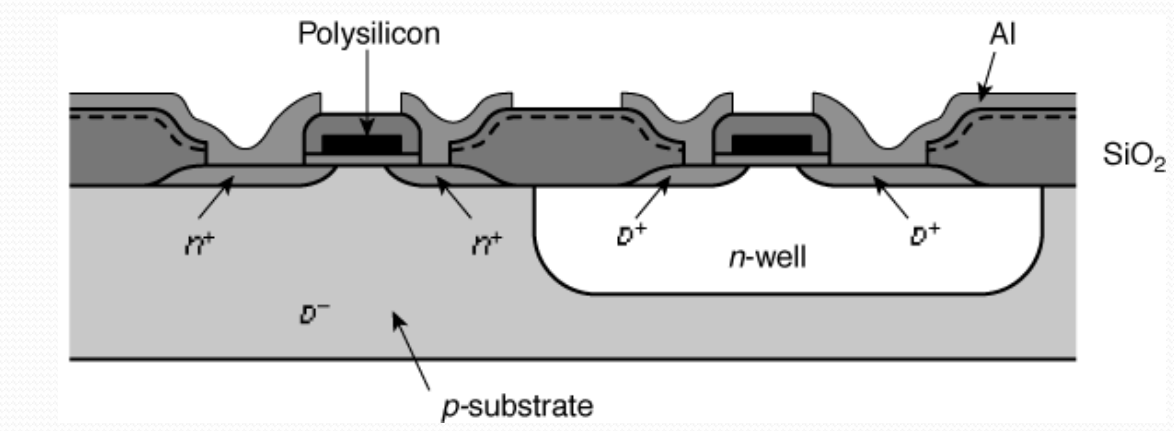 Polysilicon
Al
SiO₂
n⁺
n⁺
p⁺
p⁺
n-well
p⁻
p-substrate